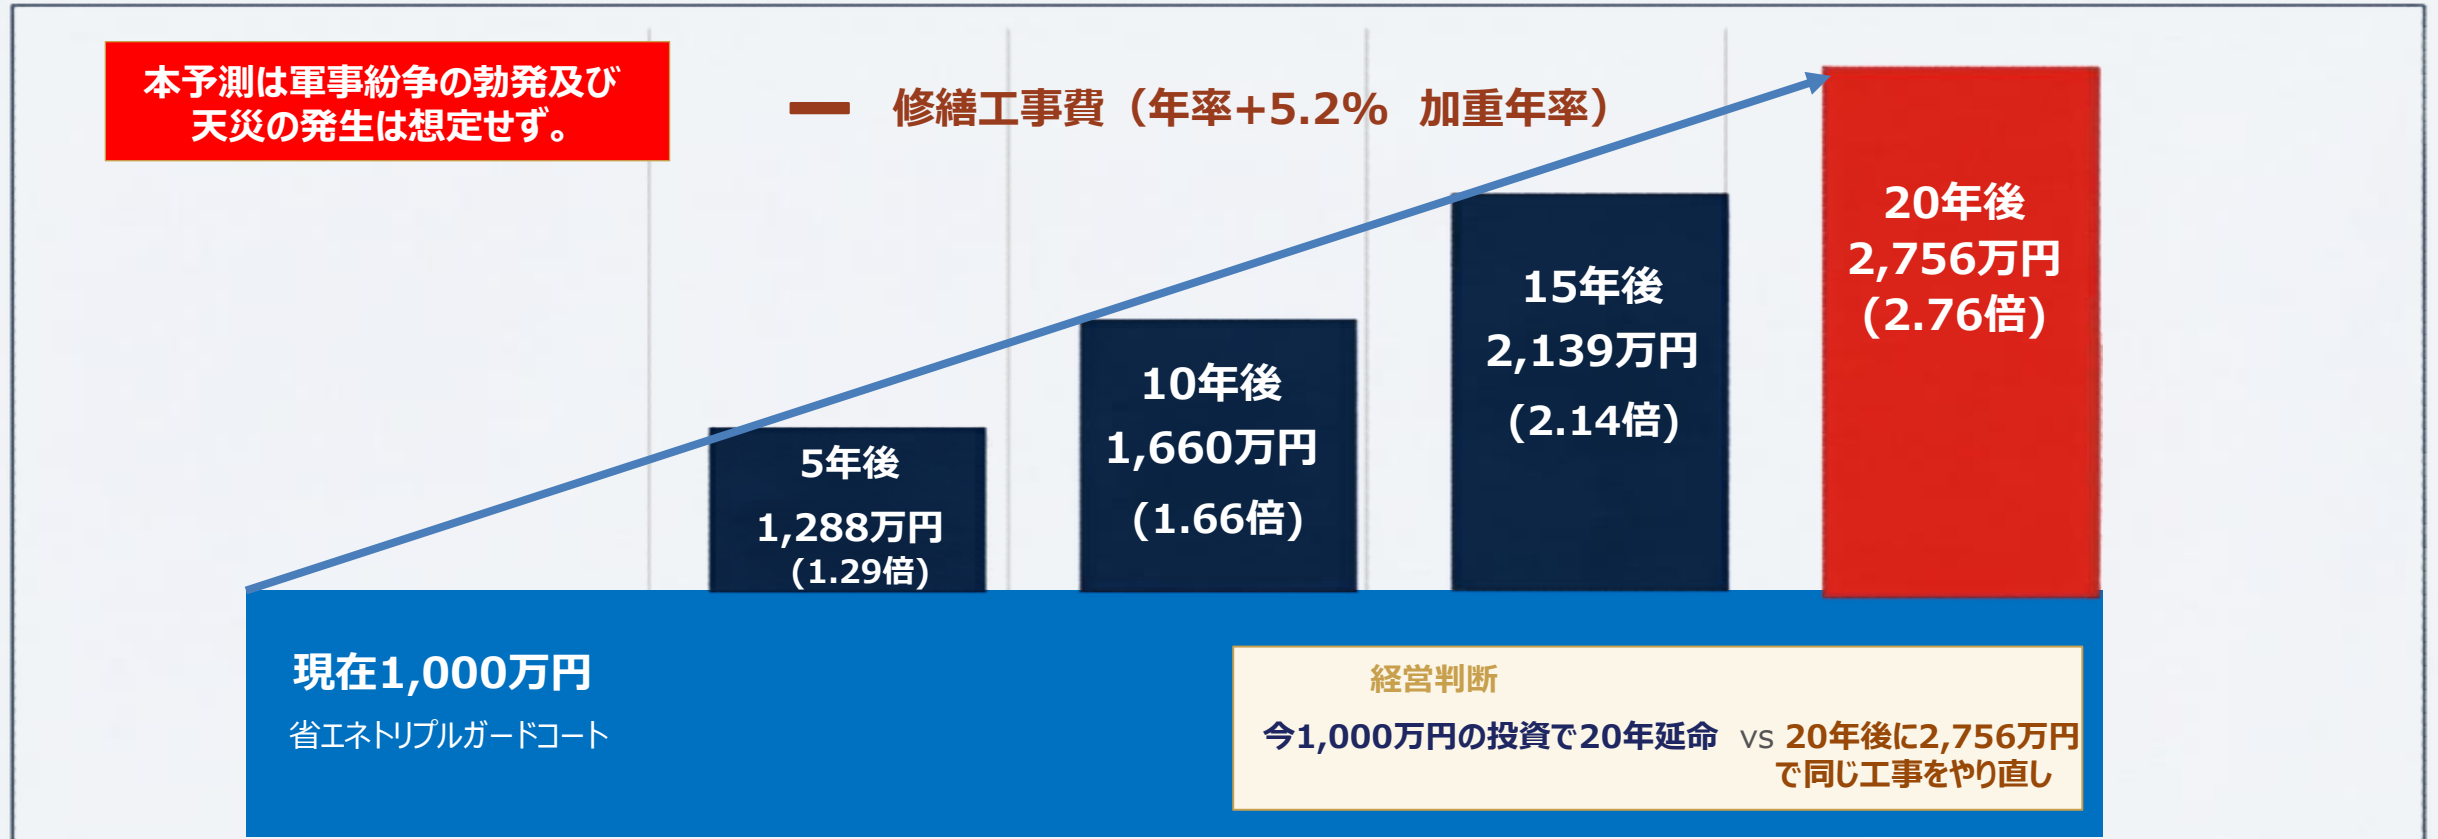 本予測は軍事紛争の勃発及び
天災の発生は想定せず。
修繕工事費（年率+5.2% 加重年率）
5年後
1,288万円
(1.29倍)
10年後
1,660万円
(1.66倍)
15年後
2,139万円
(2.14倍)
20年後
2,756万円
(2.76倍)
現在1,000万円
省エネトリプルガードコート
経営判断
今1,000万円の投資で20年延命 vs 20年後に2,756万円
で同じ工事をやり直し